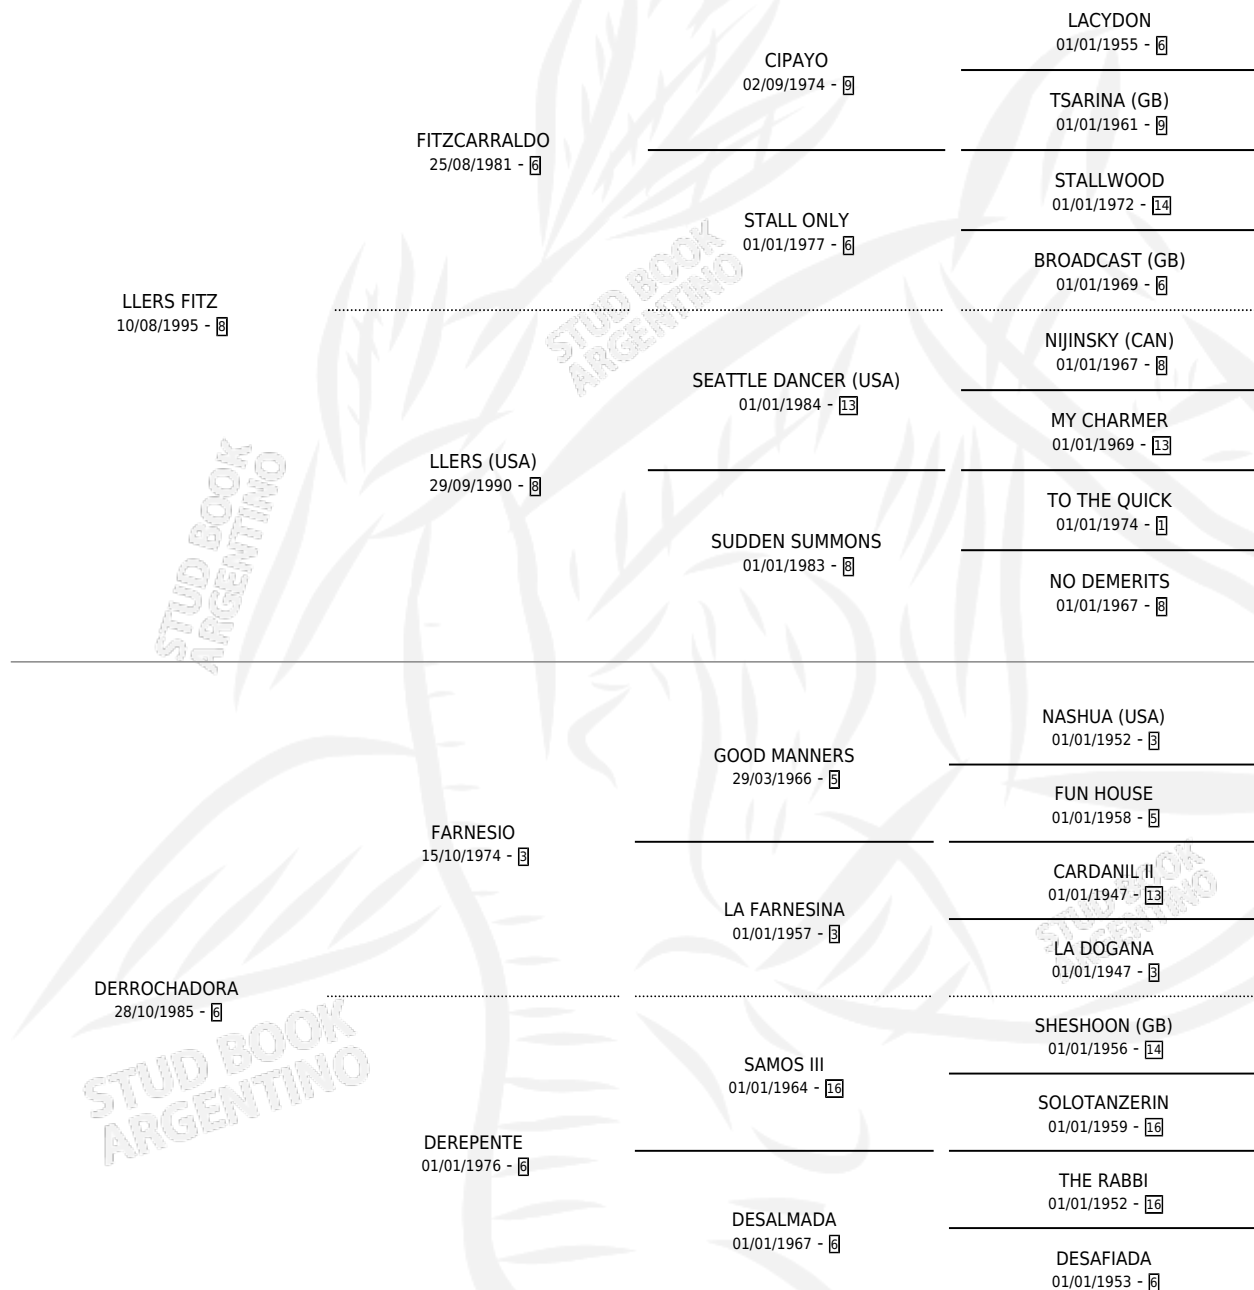 LACYDON
01/01/1955 - 6
CIPAYO
02/09/1974 - 9
TSARINA (GB)
01/01/1961 - 9
FITZCARRALDO
25/08/1981 - 6
STALLWOOD
01/01/1972 - 14
STALL ONLY
01/01/1977 - 6
BROADCAST (GB)
01/01/1969 - 6
LLERS FITZ
10/08/1995 - 8
NIJINSKY (CAN)
01/01/1967 - 8
SEATTLE DANCER (USA)
01/01/1984 - 13
MY CHARMER
01/01/1969 - 13
LLERS (USA)
29/09/1990 - 8
TO THE QUICK
01/01/1974 - 1
SUDDEN SUMMONS
01/01/1983 - 8
NO DEMERITS
01/01/1967 - 8
NASHUA (USA)
01/01/1952 - 3
GOOD MANNERS
29/03/1966 - 5
FUN HOUSE
01/01/1958 - 5
FARNESIO
15/10/1974 - 3
CARDANIL II
01/01/1947 - 13
LA FARNESINA
01/01/1957 - 3
LA DOGANA
01/01/1947 - 3
DERROCHADORA
28/10/1985 - 6
SHESHOON (GB)
01/01/1956 - 14
SAMOS III
01/01/1964 - 16
SOLOTANZERIN
01/01/1959 - 16
DEREPENTE
01/01/1976 - 6
THE RABBI
01/01/1952 - 16
DESALMADA
01/01/1967 - 6
DESAFIADA
01/01/1953 - 6
STUD BOOK
ARGENTINO
STUD BOOK
ARGENTINO
STUD BOOK
ARGENTINO
STUD BOOK
ARGENTINO